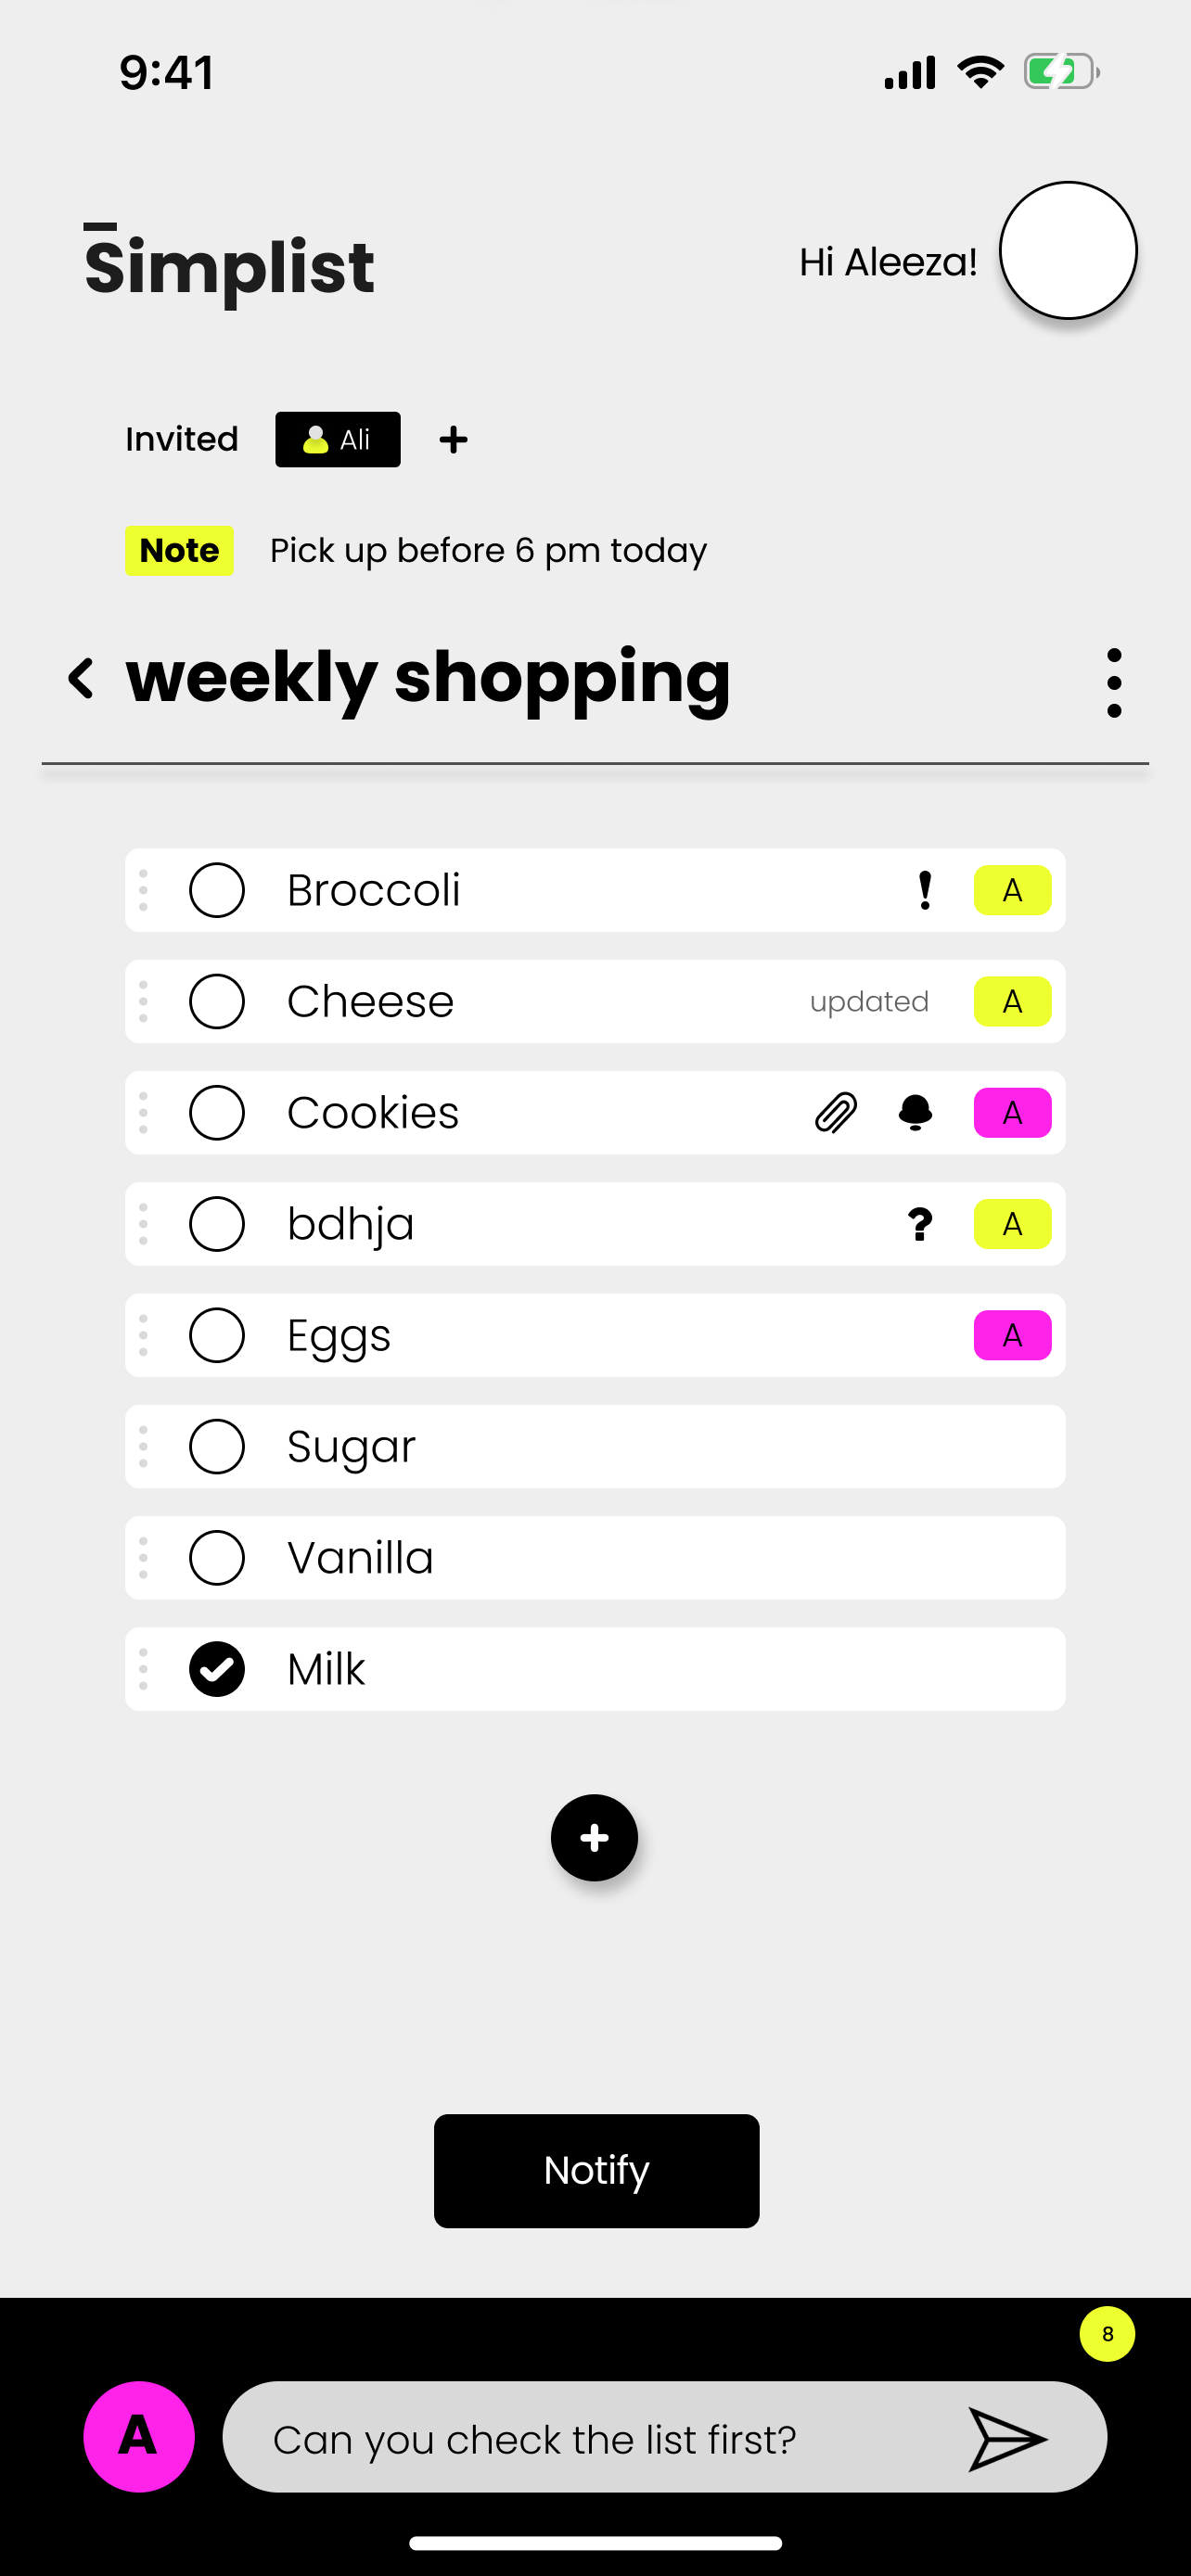 9:41
Simplist
Hi Aleeza!
Invited Ali +
Note Pick up before 6 pm today
weekly shopping
Broccoli ! A
Cheese updated A
Cookies A
bdhja ? A
Eggs A
Sugar
Vanilla
Milk
+
Notify
8
A Can you check the list first?